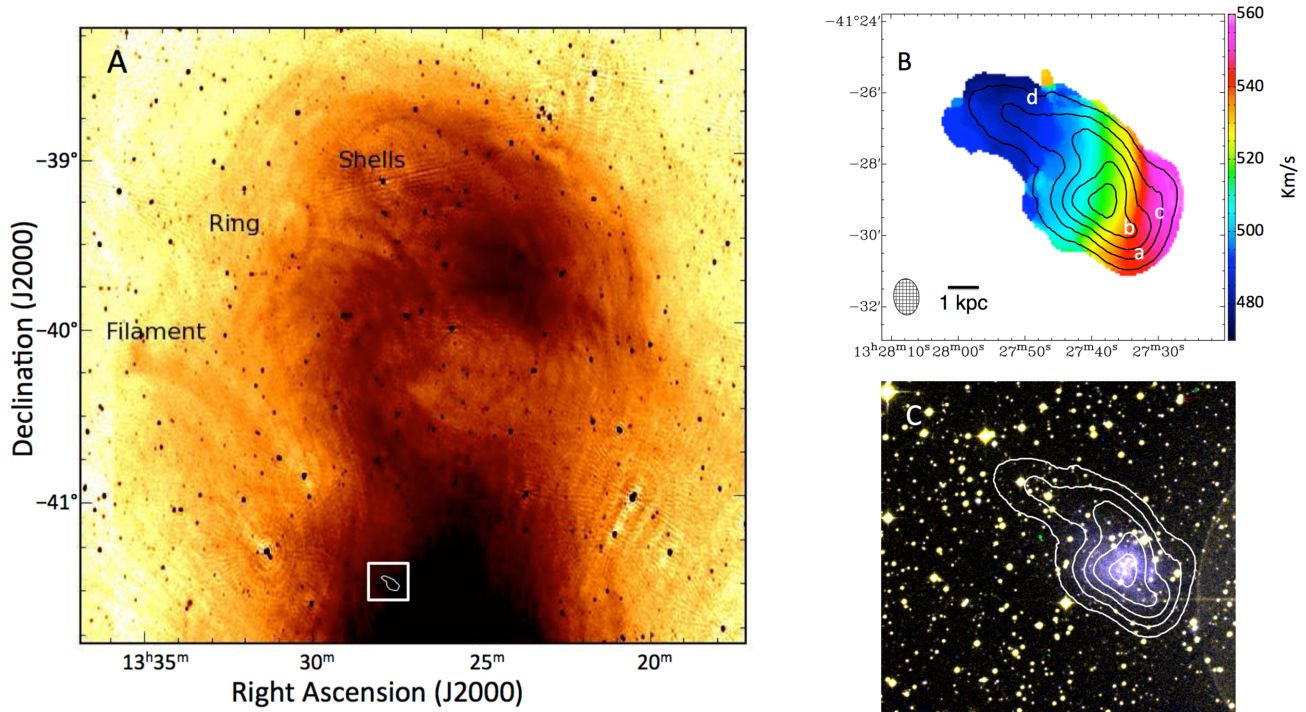 A
Shells
Ring
Filament
−39°
−40°
−41°
Declination (J2000)
13ʰ35ᵐ
30ᵐ
25ᵐ
20ᵐ
Right Ascension (J2000)
B
−41°24′
−26′
−28′
−30′
−32′
d
c
b
a
1 kpc
13ʰ28ᵐ10ˢ
28ᵐ00ˢ
27ᵐ50ˢ
27ᵐ40ˢ
27ᵐ30ˢ
560
540
520
500
480
Km/s
C